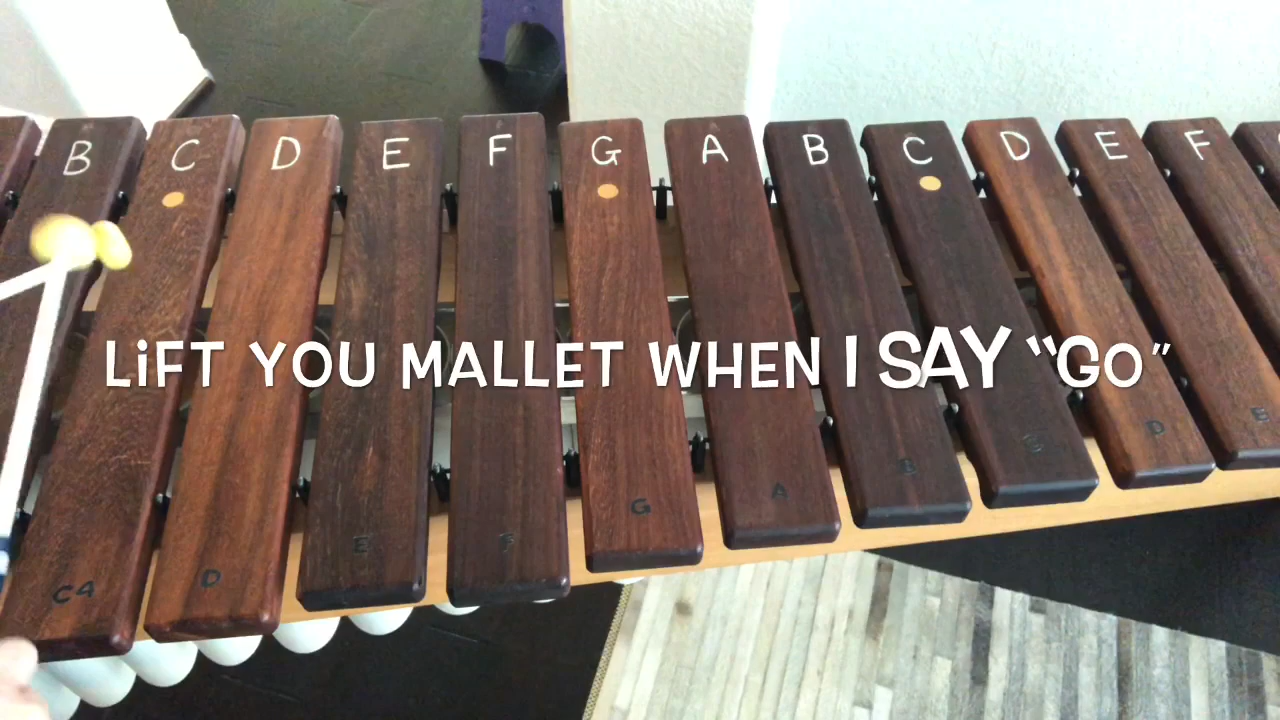 B C D E F G A B C D E F
LiFT YOU MALLET WHEN I SAY “GO”
C4 D E F G A B C D E